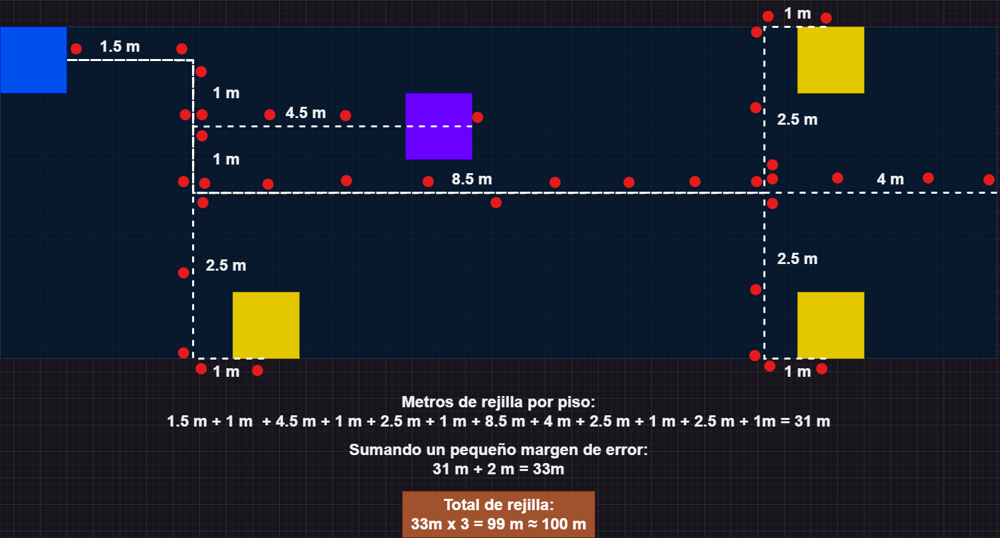 1 m
1.5 m
1 m
4.5 m
2.5 m
1 m
8.5 m
4 m
2.5 m
2.5 m
1 m
1 m
Metros de rejilla por piso:
1.5 m + 1 m + 4.5 m + 1 m + 2.5 m + 1 m + 8.5 m + 4 m + 2.5 m + 1 m + 2.5 m + 1m = 31 m
Sumando un pequeño margen de error:
31 m + 2 m = 33m
Total de rejilla:
33m x 3 = 99 m ≈ 100 m